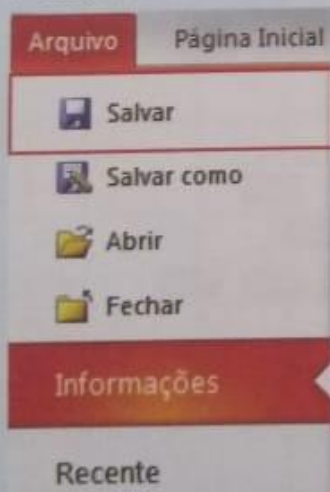 Arquivo Página Inicial
Salvar
Salvar como
Abrir
Fechar
Informações
Recente